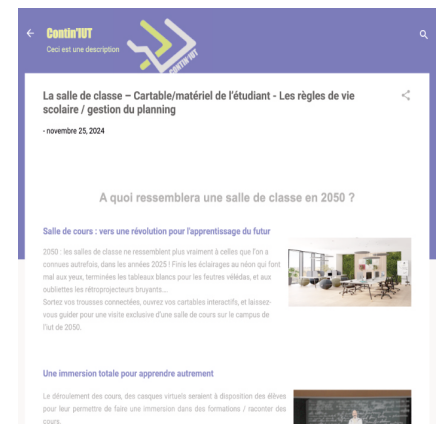 Contin'IUT
Ceci est une description
CONTIN'IUT
La salle de classe – Cartable/matériel de l'étudiant - Les règles de vie
scolaire / gestion du planning
- novembre 25, 2024
A quoi ressemblera une salle de classe en 2050 ?
Salle de cours : vers une révolution pour l'apprentissage du futur
2050 : les salles de classe ne ressemblent plus vraiment à celles que l'on a
connues autrefois, dans les années 2025 ! Finis les éclairages au néon qui font
mal aux yeux, terminées les tableaux blancs pour les feutres vélédas, et aux
oubliettes les rétroprojecteurs bruyants...
Sortez vos trousses connectées, ouvrez vos cartables interactifs, et laissez-
vous guider pour une visite exclusive d'une salle de cours sur le campus de
l'iut de 2050.
Une immersion totale pour apprendre autrement
Le déroulement des cours, des casques virtuels seraient à disposition des élèves
pour leur permettre de faire une immersion dans des formations / raconter des
cours.